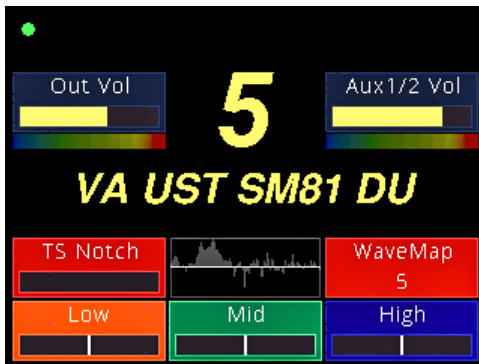 Out Vol
5
Aux1/2 Vol
VA UST SM81 DU
TS Notch
WaveMap
5
Low
Mid
High